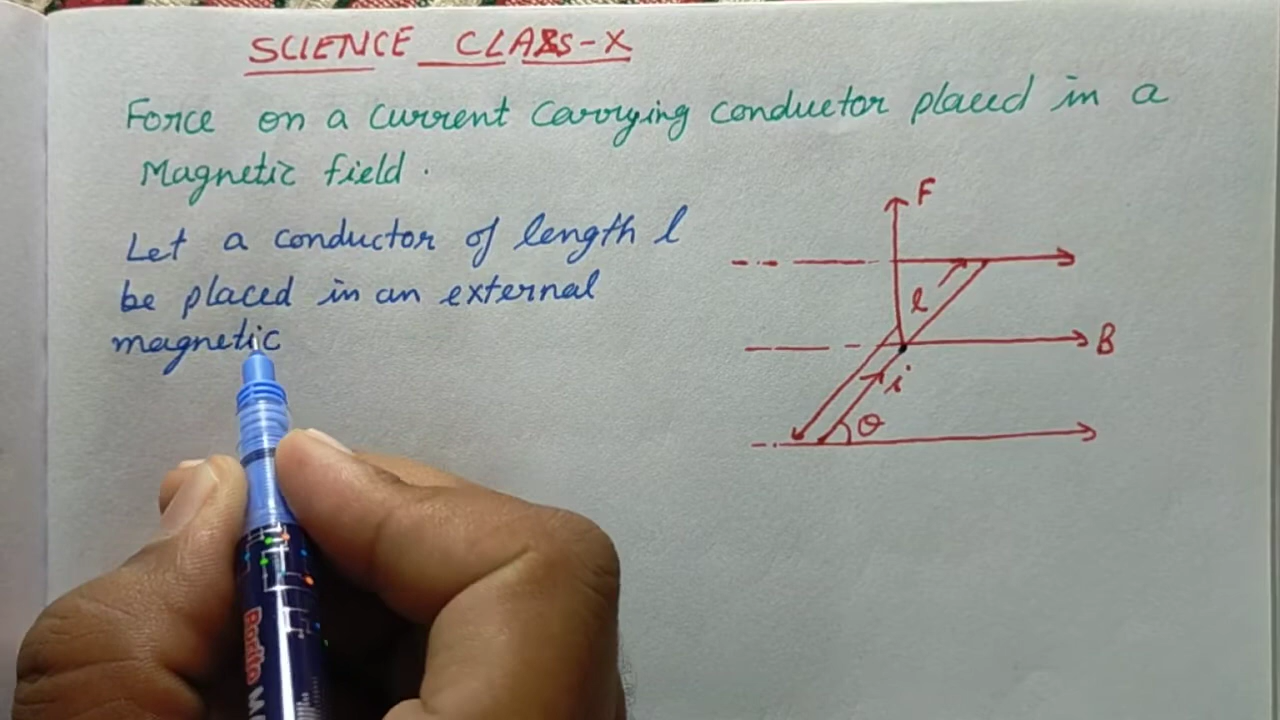 SCIENCE CLASS-X
Force on a current carrying conductor placed in a
Magnetic field.
Let a conductor of length l
be placed in an external
magnetic
F
l
B
i
θ
Rorito